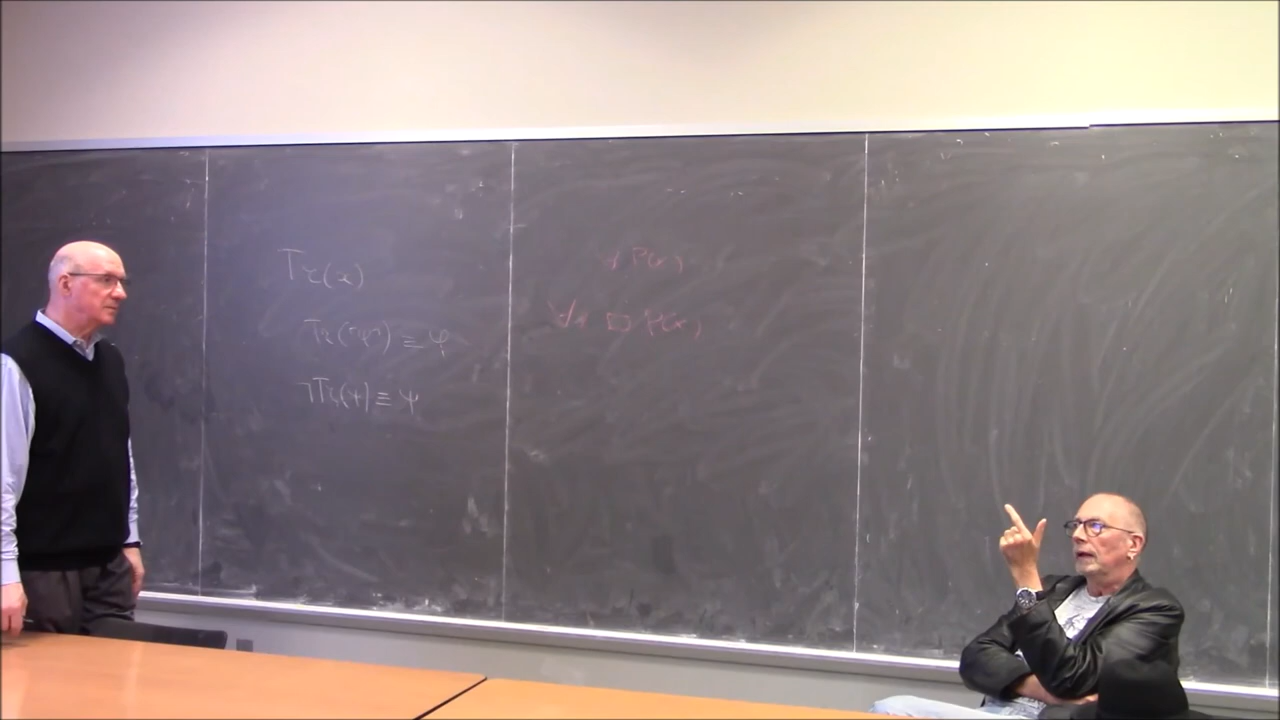 Tr(x)
Tr(⌜φ⌝) ≡ φ
¬Tr(ψ) ≡ ψ
P(x)
∀x □ P(x)